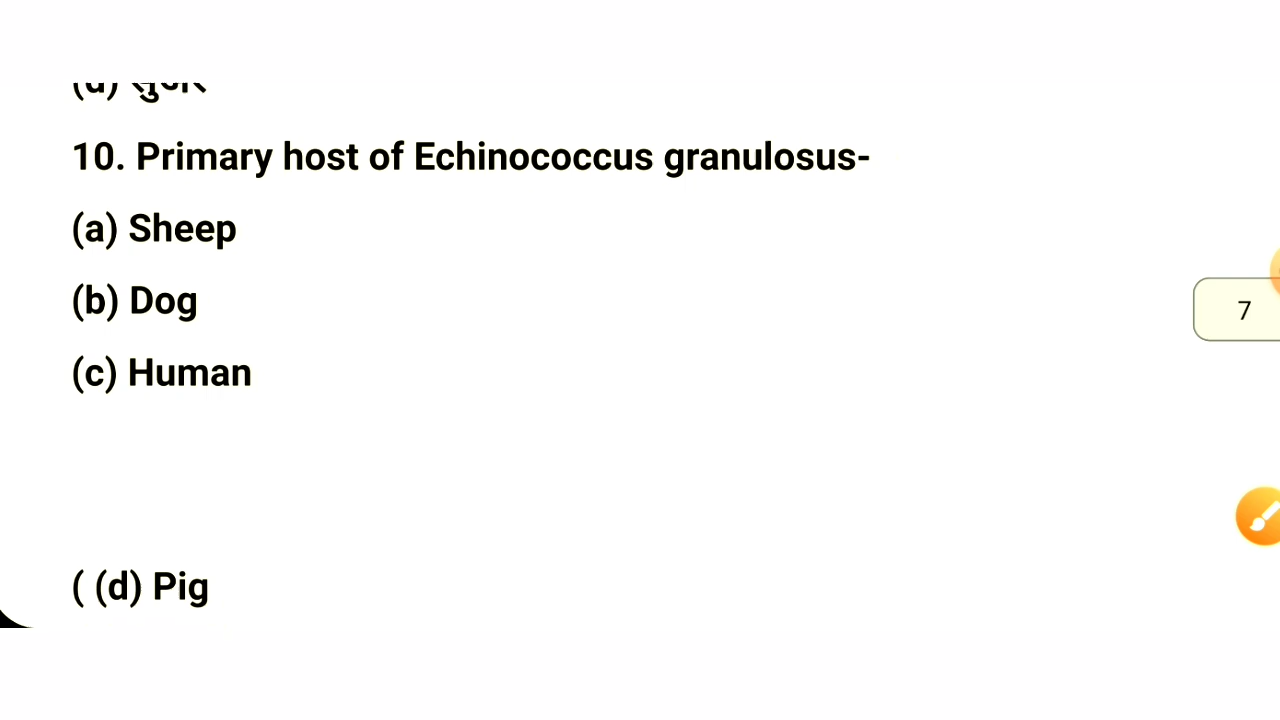 10. Primary host of Echinococcus granulosus-
(a) Sheep
(b) Dog
(c) Human
7
( (d) Pig